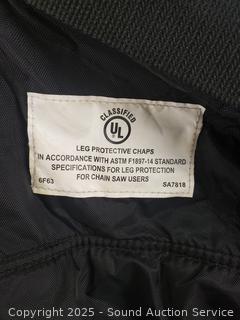 CLASSIFIED
UL
LEG PROTECTIVE CHAPS
IN ACCORDANCE WITH ASTM F1897-14 STANDARD
SPECIFICATIONS FOR LEG PROTECTION
FOR CHAIN SAW USERS
6F63 SA7818
Copyright 2025 - Sound Auction Service